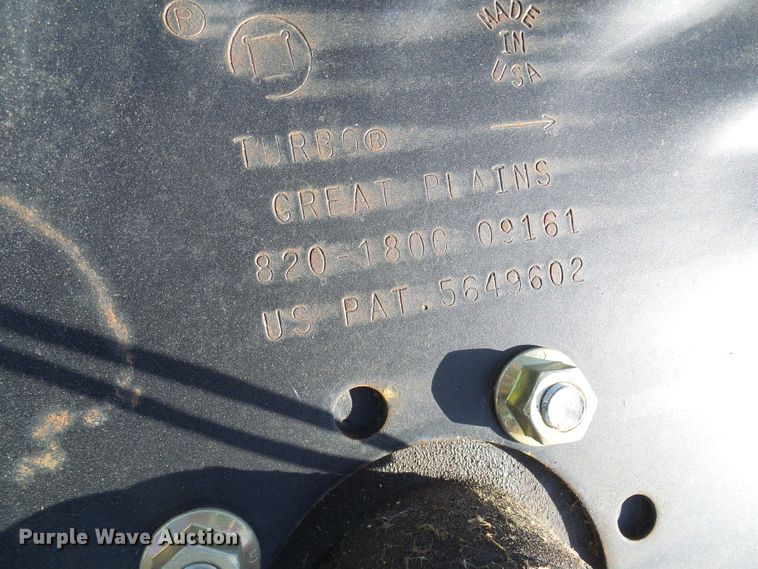 ®
MADE
IN
USA
TURBO®
GREAT PLAINS
820-180C 09161
US PAT. 5649602
Purple Wave Auction